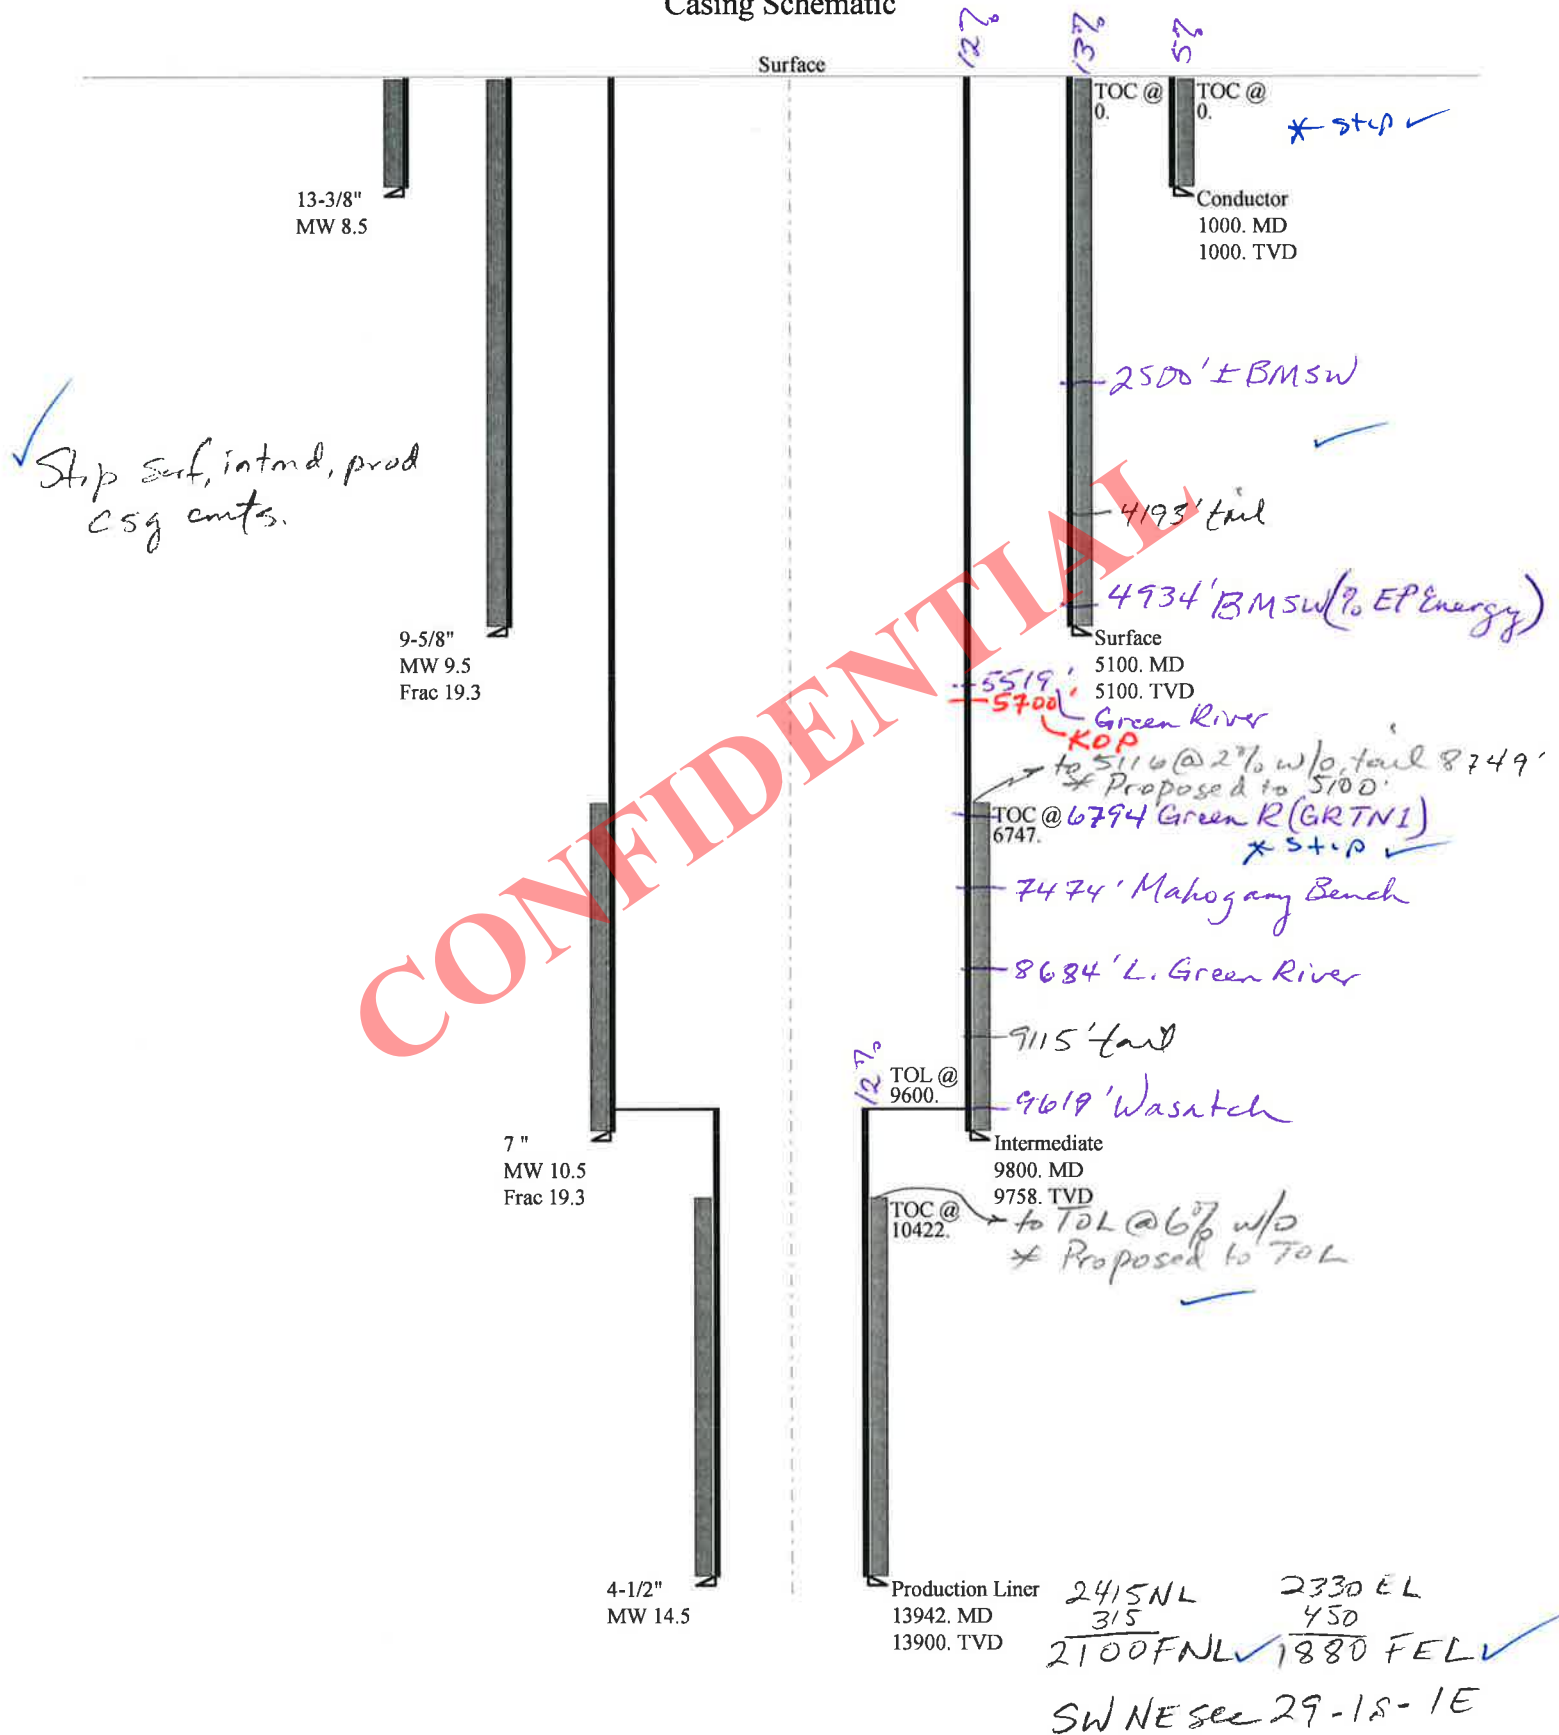 Casing Schematic
12%
13%
5%
Surface
TOC @
0.
TOC @
0.
* stip ✓
13-3/8"
MW 8.5
Conductor
1000. MD
1000. TVD
2500' ± BMSW
Stip surf, intmd, prod
csg cmts.
4193' tail
4934' BMSW (% EP Energy)
9-5/8"
MW 9.5
Frac 19.3
Surface
5100. MD
5100. TVD
5519'
5700'
Green River
KOP
to 5116 @ 2% w/o, tail 8749'
* Proposed to 5100'
TOC @
6747.
6794' Green R (GRTN1)
* stip ✓
7474' Mahogany Bench
8684' L. Green River
9115' tail
12%
TOL @
9600.
9619' Wasatch
7 "
MW 10.5
Frac 19.3
Intermediate
9800. MD
9758. TVD
TOC @
10422.
to TOL @ 6% w/o
* Proposed to TOL
CONFIDENTIAL
4-1/2"
MW 14.5
Production Liner
13942. MD
13900. TVD
2415 NL
315
2100 FNL ✓
2330 EL
450
1880 FEL ✓
SW NE sec 29-1S-1E